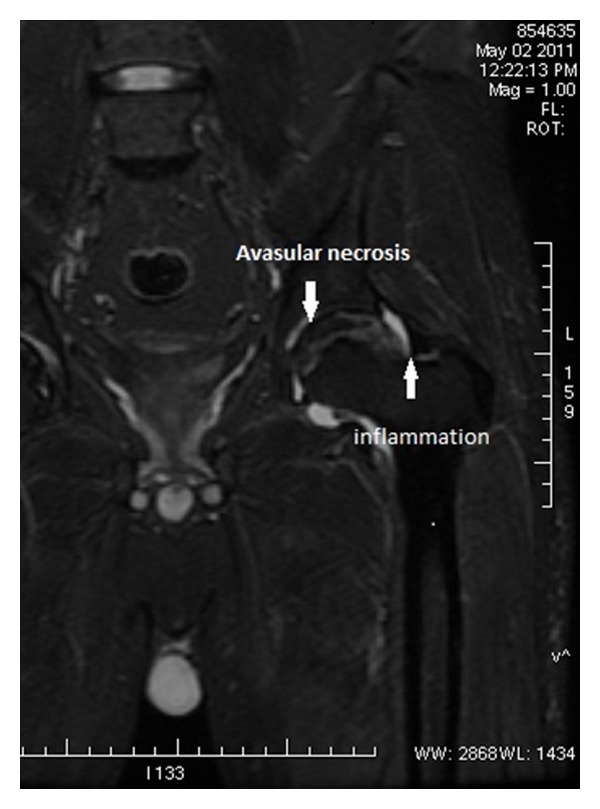 854635
May 02 2011
12:22:13 PM
Mag = 1.00
FL:
ROT:
Avasular necrosis
L
1
5
9
inflammation
v^
WW: 2868WL: 1434
I133